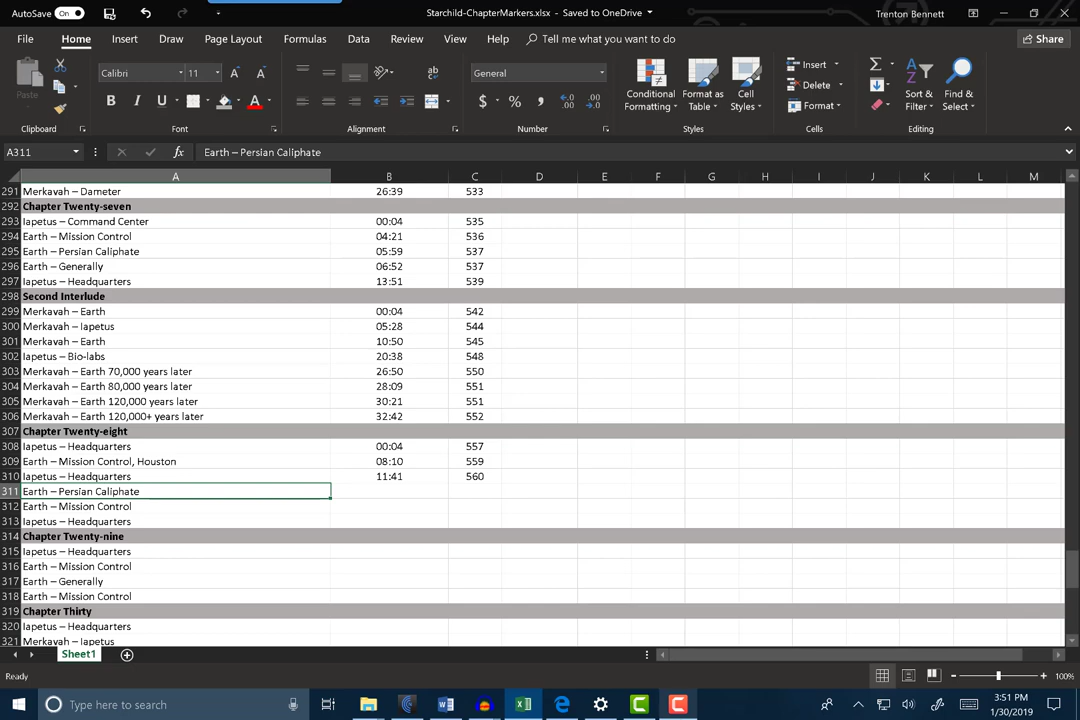 AutoSave On
Starchild-ChapterMarkers.xlsx - Saved to OneDrive
Trenton Bennett
File Home Insert Draw Page Layout Formulas Data Review View Help Tell me what you want to do Share
Paste
Calibri 11
General
Conditional Formatting
Format as Table
Cell Styles
Insert
Delete
Format
Sort & Filter
Find & Select
Clipboard Font Alignment Number Styles Cells Editing
A311 fx Earth – Persian Caliphate
A B C D E F G H I J K L M
291 Merkavah – Dameter 26:39 533
292 Chapter Twenty-seven
293 Iapetus – Command Center 00:04 535
294 Earth – Mission Control 04:21 536
295 Earth – Persian Caliphate 05:59 537
296 Earth – Generally 06:52 537
297 Iapetus – Headquarters 13:51 539
298 Second Interlude
299 Merkavah – Earth 00:04 542
300 Merkavah – Iapetus 05:28 544
301 Merkavah – Earth 10:50 545
302 Iapetus – Bio-labs 20:38 548
303 Merkavah – Earth 70,000 years later 26:50 550
304 Merkavah – Earth 80,000 years later 28:09 551
305 Merkavah – Earth 120,000 years later 30:21 551
306 Merkavah – Earth 120,000+ years later 32:42 552
307 Chapter Twenty-eight
308 Iapetus – Headquarters 00:04 557
309 Earth – Mission Control, Houston 08:10 559
310 Iapetus – Headquarters 11:41 560
311 Earth – Persian Caliphate
312 Earth – Mission Control
313 Iapetus – Headquarters
314 Chapter Twenty-nine
315 Iapetus – Headquarters
316 Earth – Mission Control
317 Earth – Generally
318 Earth – Mission Control
319 Chapter Thirty
320 Iapetus – Headquarters
321 Merkavah – Iapetus
Sheet1
Ready
100%
Type here to search
3:51 PM
1/30/2019